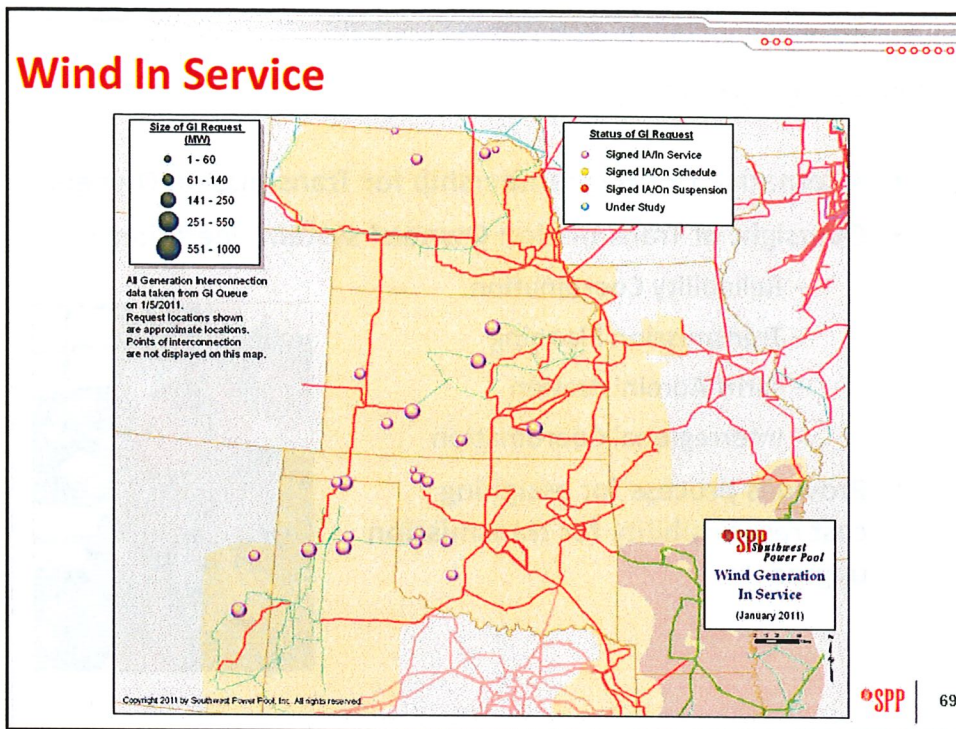 Wind In Service
Size of GI Request
(MW)
1 - 60
61 - 140
141 - 250
251 - 550
551 - 1000
All Generation Interconnection
data taken from GI Queue
on 1/5/2011.
Request locations shown
are approximate locations.
Points of interconnection
are not displayed on this map.
Status of GI Request
Signed IA/In Service
Signed IA/On Schedule
Signed IA/On Suspension
Under Study
SPP Southwest
Power Pool
Wind Generation
In Service
(January 2011)
Copyright 2011 by Southwest Power Pool, Inc. All rights reserved.
SPP
69